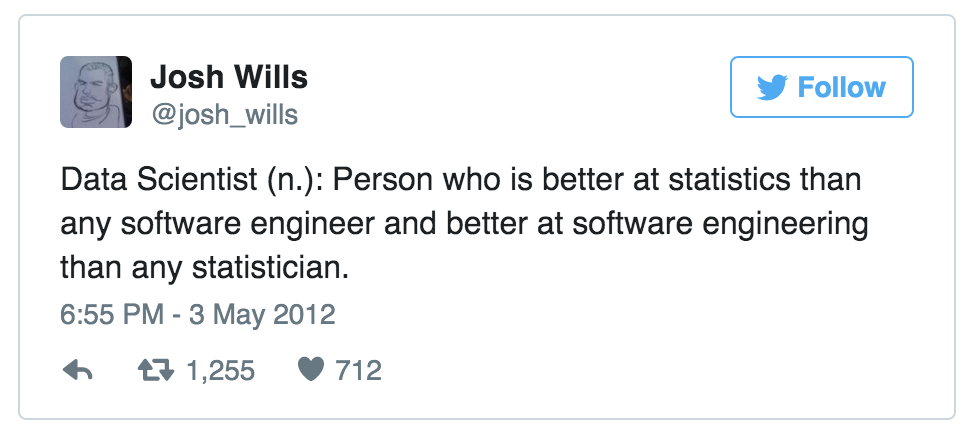 Josh Wills
@josh_wills
Follow
Data Scientist (n.): Person who is better at statistics than
any software engineer and better at software engineering
than any statistician.
6:55 PM - 3 May 2012
1,255 712